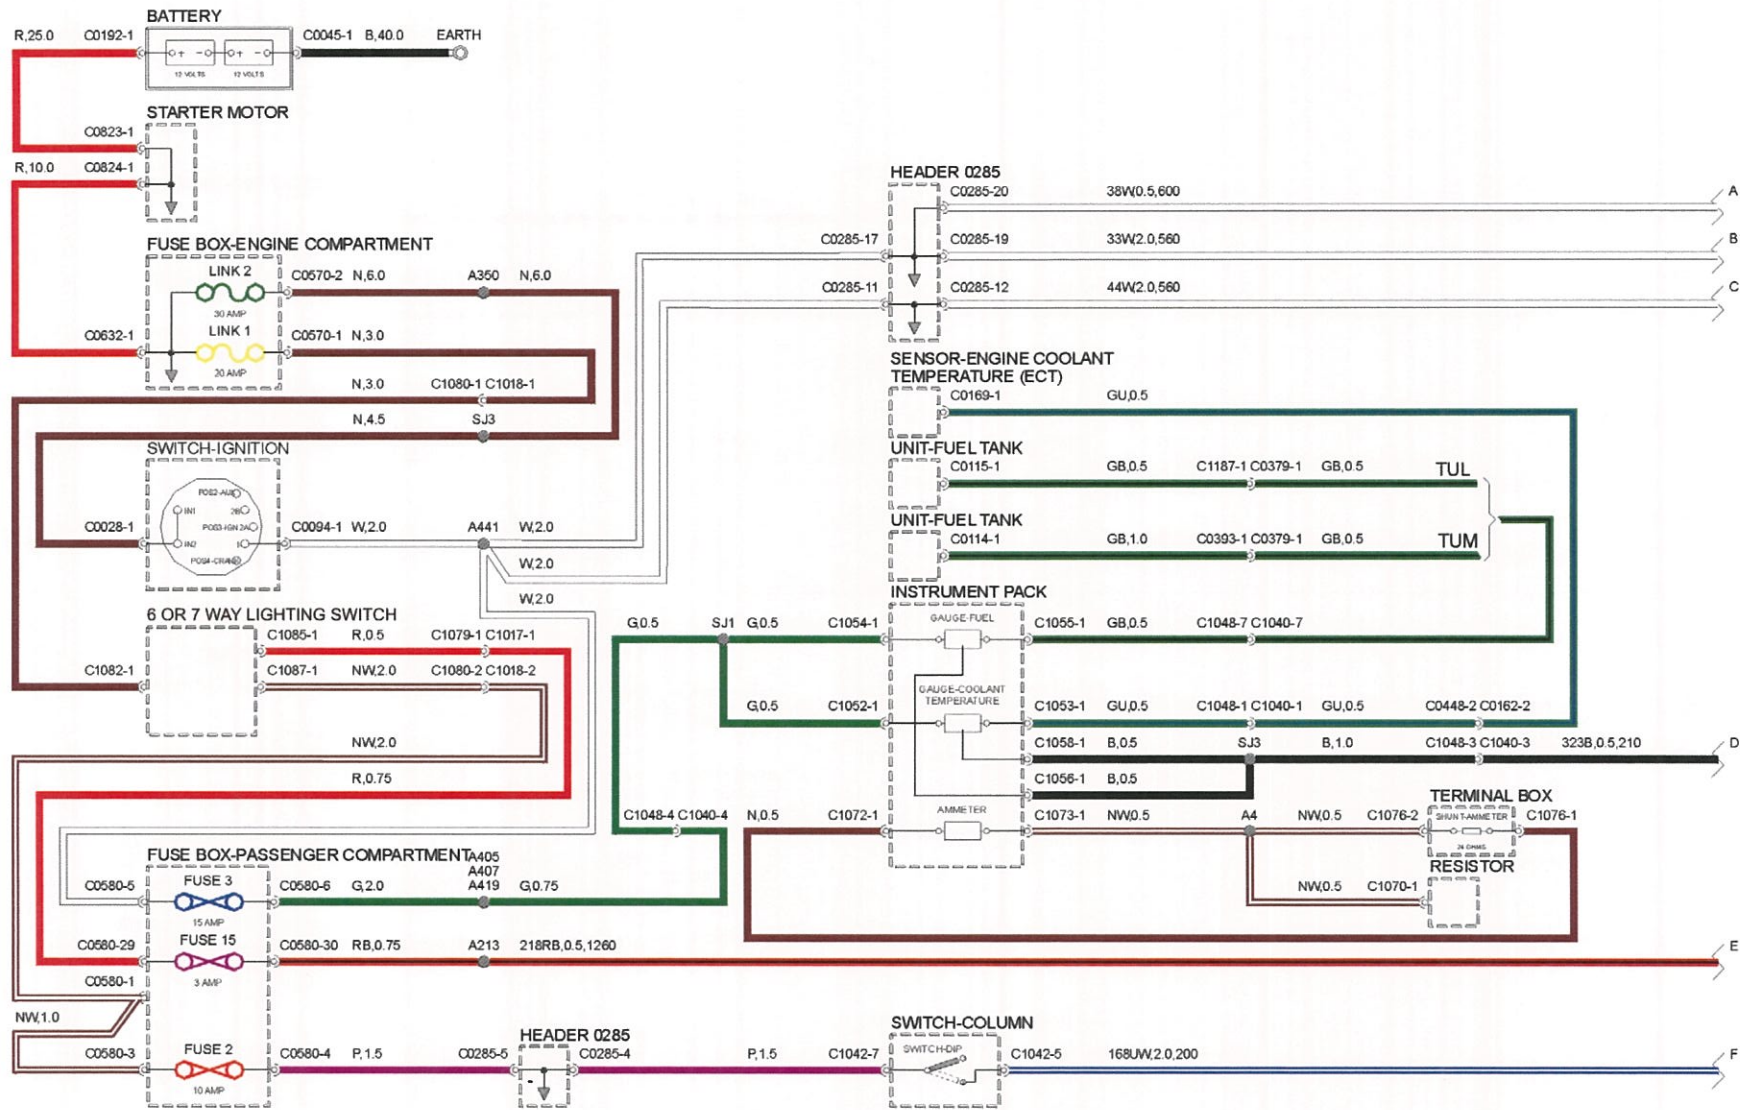 BATTERY
R,25.0 C0192-1 C0045-1 B,40.0 EARTH
12 VOLTS 12 VOLTS
STARTER MOTOR
C0823-1
R,10.0 C0824-1
HEADER 0285
C0285-20 38W,0.5,600 A
C0285-17 C0285-19 33W,2.0,560 B
C0285-11 C0285-12 44W,2.0,560 C
FUSE BOX-ENGINE COMPARTMENT
LINK 2
C0570-2 N,6.0 A350 N,6.0
30 AMP
LINK 1
C0632-1 C0570-1 N,3.0
20 AMP
N,3.0 C1080-1 C1018-1
N,4.5 SJ3
SENSOR-ENGINE COOLANT
TEMPERATURE (ECT)
C0169-1 GU,0.5
UNIT-FUEL TANK
C0115-1 GB,0.5 C1187-1 C0379-1 GB,0.5 TUL
UNIT-FUEL TANK
C0114-1 GB,1.0 C0393-1 C0379-1 GB,0.5 TUM
SWITCH-IGNITION
POS2-AUX
IN1 2B
POS3-IGN 2A
IN2 1
POS4-CRANK
C0028-1 C0094-1 W,2.0 A441 W,2.0
W,2.0
W,2.0
6 OR 7 WAY LIGHTING SWITCH
C1085-1 R,0.5 C1079-1 C1017-1
C1082-1 C1087-1 NW,2.0 C1080-2 C1018-2
NW,2.0
R,0.75
INSTRUMENT PACK
GAUGE-FUEL
G,0.5 SJ1 G,0.5 C1054-1 C1055-1 GB,0.5 C1048-7 C1040-7
GAUGE-COOLANT
TEMPERATURE
G,0.5 C1052-1 C1053-1 GU,0.5 C1048-1 C1040-1 GU,0.5 C0448-2 C0162-2
C1058-1 B,0.5 SJ3 B,1.0 C1048-3 C1040-3 323B,0.5,210 D
C1056-1 B,0.5
AMMETER
C1048-4 C1040-4 N,0.5 C1072-1 C1073-1 NW,0.5 A4 NW,0.5 C1076-2
TERMINAL BOX
SHUNT-AMMETER C1076-1
26 OHMS
RESISTOR
NW,0.5 C1070-1
FUSE BOX-PASSENGER COMPARTMENT
A405
A407
FUSE 3
C0580-5 C0580-6 G,2.0 A419 G,0.75
15 AMP
FUSE 15
C0580-29 C0580-30 RB,0.75 A213 218RB,0.5,1260 E
3 AMP
C0580-1
NW,1.0
FUSE 2
C0580-3 C0580-4 P,1.5 C0285-5
10 AMP
HEADER 0285
C0285-4 P,1.5 C1042-7
SWITCH-COLUMN
SWITCH-DIP
C1042-5 168UW,2.0,200 F